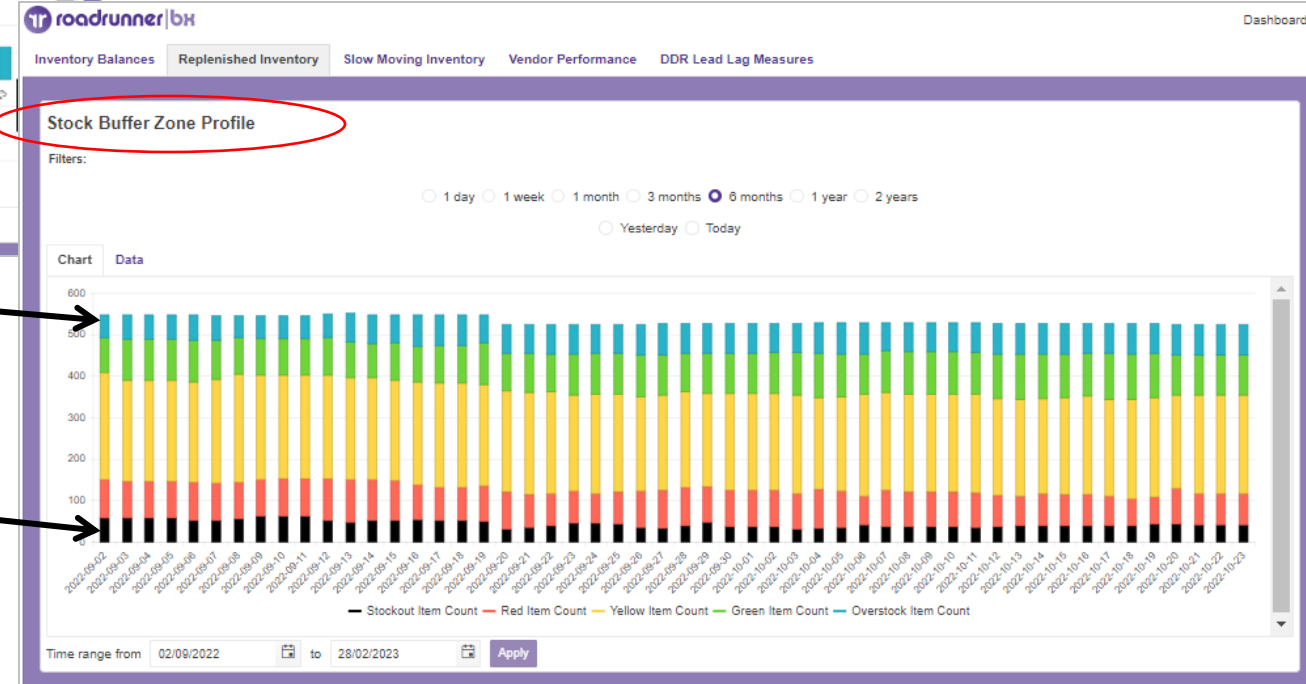 roadrunner|bx
Dashboard
Inventory Balances Replenished Inventory Slow Moving Inventory Vendor Performance DDR Lead Lag Measures
Stock Buffer Zone Profile
Filters:
1 day 1 week 1 month 3 months 6 months 1 year 2 years
Yesterday Today
Chart Data
600
500
400
300
200
100
0
2022-09-02 2022-09-03 2022-09-04 2022-09-05 2022-09-06 2022-09-07 2022-09-08 2022-09-09 2022-09-10 2022-09-11 2022-09-12 2022-09-13 2022-09-14 2022-09-15 2022-09-16 2022-09-17 2022-09-18 2022-09-19 2022-09-20 2022-09-21 2022-09-22 2022-09-23 2022-09-24 2022-09-25 2022-09-26 2022-09-27 2022-09-28 2022-09-29 2022-09-30 2022-10-01 2022-10-02 2022-10-03 2022-10-04 2022-10-05 2022-10-06 2022-10-07 2022-10-08 2022-10-09 2022-10-10 2022-10-11 2022-10-12 2022-10-13 2022-10-14 2022-10-15 2022-10-16 2022-10-17 2022-10-18 2022-10-19 2022-10-20 2022-10-21 2022-10-22 2022-10-23
Stockout Item Count Red Item Count Yellow Item Count Green Item Count Overstock Item Count
Time range from 02/09/2022 to 28/02/2023 Apply